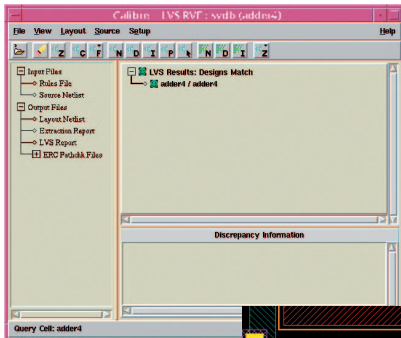 Calibre - LVS RVE : svdb (adder4)
File View Layout Source Setup Help
Z C F N D I P N D I Z
Input Files
Rules File
Source Netlist
Output Files
Layout Netlist
Extraction Report
LVS Report
ERC Pathchk Files
LVS Results: Designs Match
adder4 / adder4
Discrepancy Information
Query Cell: adder4